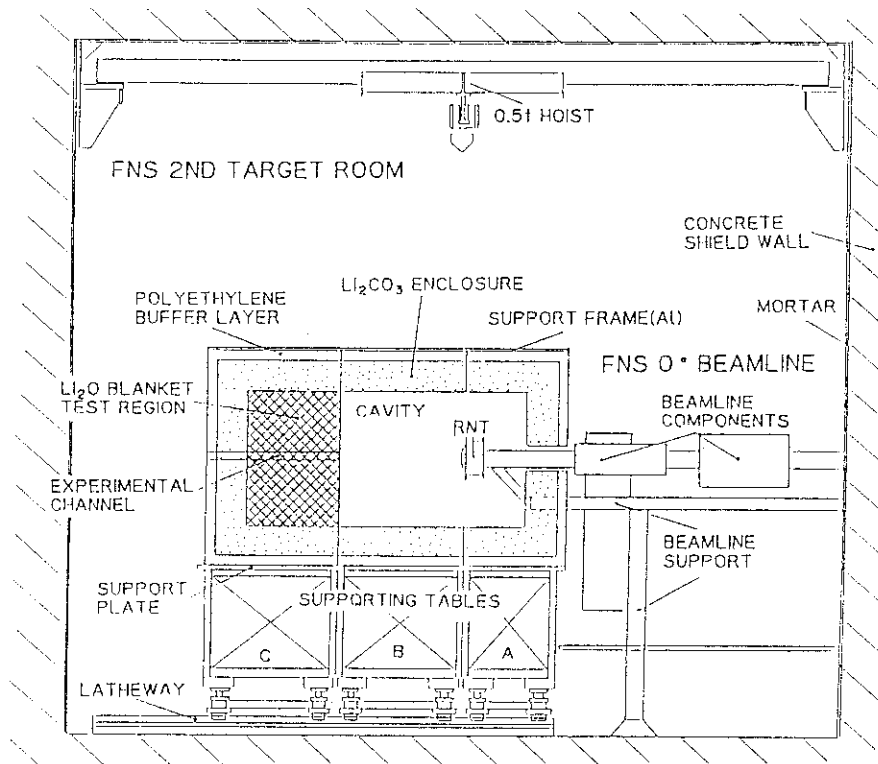 0.5t HOIST
FNS 2ND TARGET ROOM
CONCRETE
SHIELD WALL
Li₂CO₃ ENCLOSURE
POLYETHYLENE
BUFFER LAYER
SUPPORT FRAME(Al)
MORTAR
FNS 0° BEAMLINE
Li₂O BLANKET
TEST REGION
CAVITY
BEAMLINE
COMPONENTS
RNT
EXPERIMENTAL
CHANNEL
BEAMLINE
SUPPORT
SUPPORT
PLATE
SUPPORTING TABLES
C
B
A
LATHEWAY